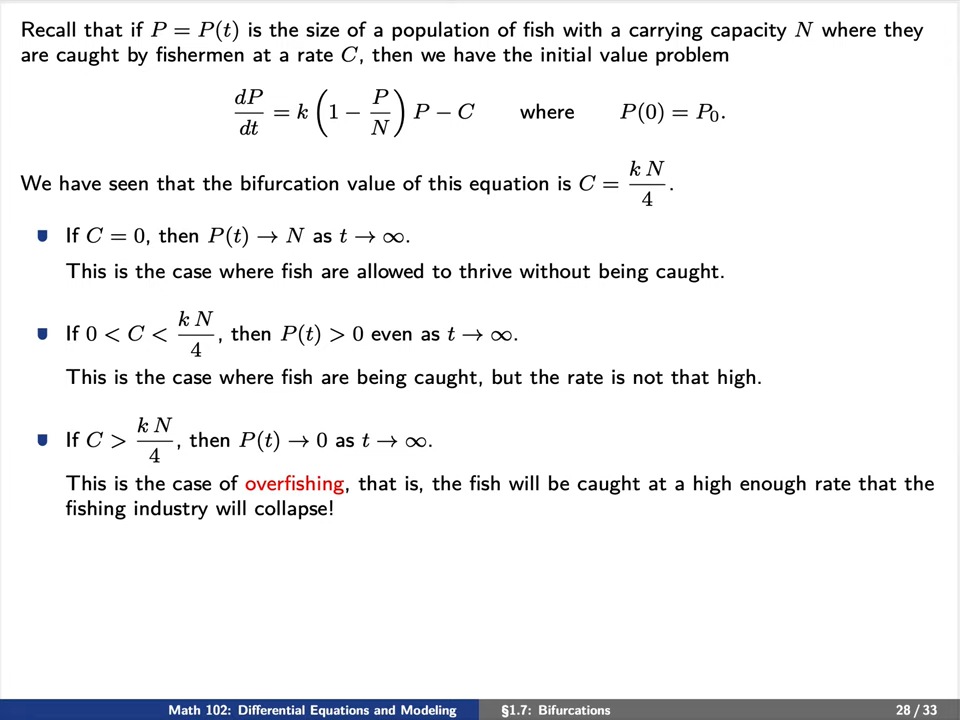 Recall that if P = P(t) is the size of a population of fish with a carrying capacity N where they
are caught by fishermen at a rate C, then we have the initial value problem
dP/dt = k (1 − P/N) P − C where P(0) = P₀.
We have seen that the bifurcation value of this equation is C = k N/4.
If C = 0, then P(t) → N as t → ∞.
This is the case where fish are allowed to thrive without being caught.
If 0 < C < k N/4, then P(t) > 0 even as t → ∞.
This is the case where fish are being caught, but the rate is not that high.
If C > k N/4, then P(t) → 0 as t → ∞.
This is the case of overfishing, that is, the fish will be caught at a high enough rate that the
fishing industry will collapse!
Math 102: Differential Equations and Modeling §1.7: Bifurcations 28 / 33